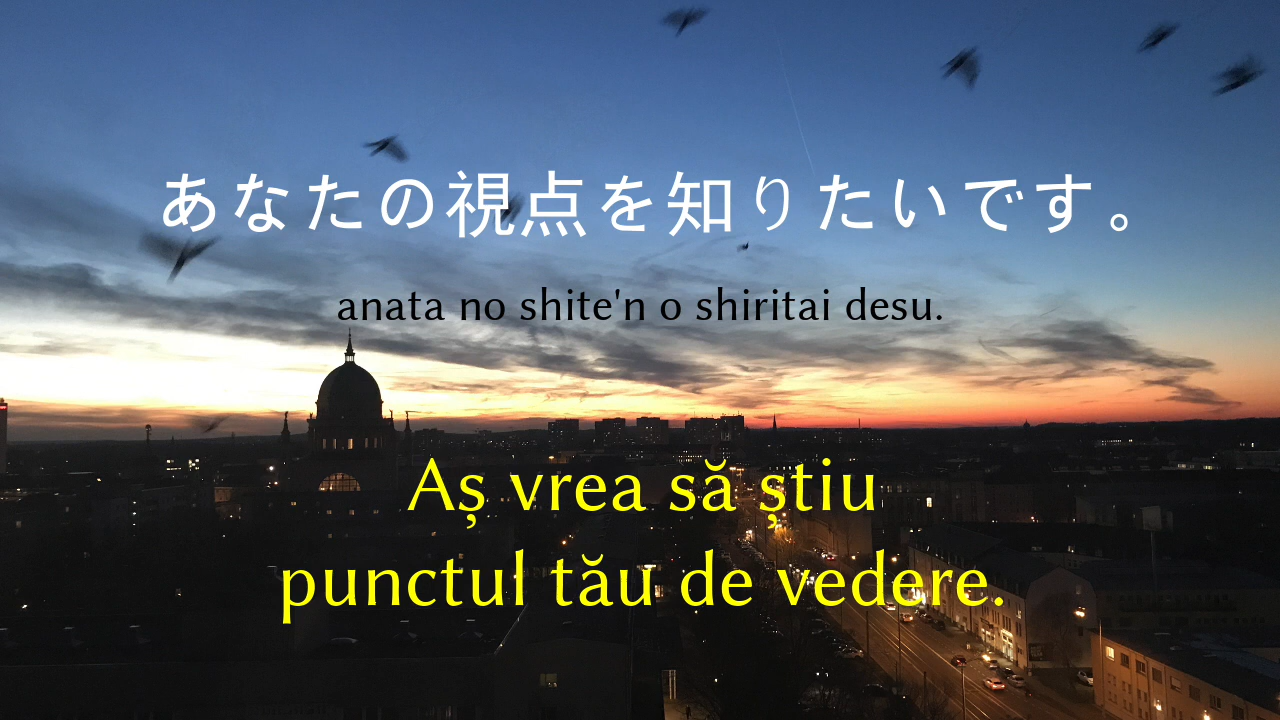 あなたの視点を知りたいです。
anata no shite'n o shiritai desu.
Aș vrea să știu
punctul tău de vedere.